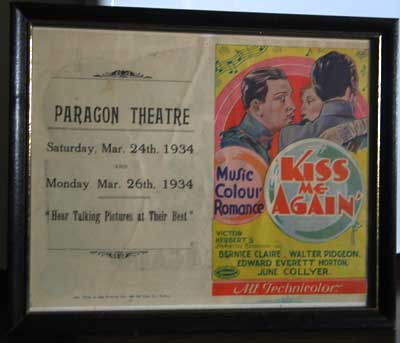 PARAGON THEATRE
Saturday, Mar. 24th. 1934
AND
Monday, Mar. 26th. 1934
"Hear Talking Pictures at Their Best"
Music
Colour
Romance
KISS
ME
AGAIN
VICTOR
HERBERT'S
BERNICE CLAIRE, WALTER PIDGEON,
EDWARD EVERETT HORTON,
JUNE COLLYER.
All Technicolor